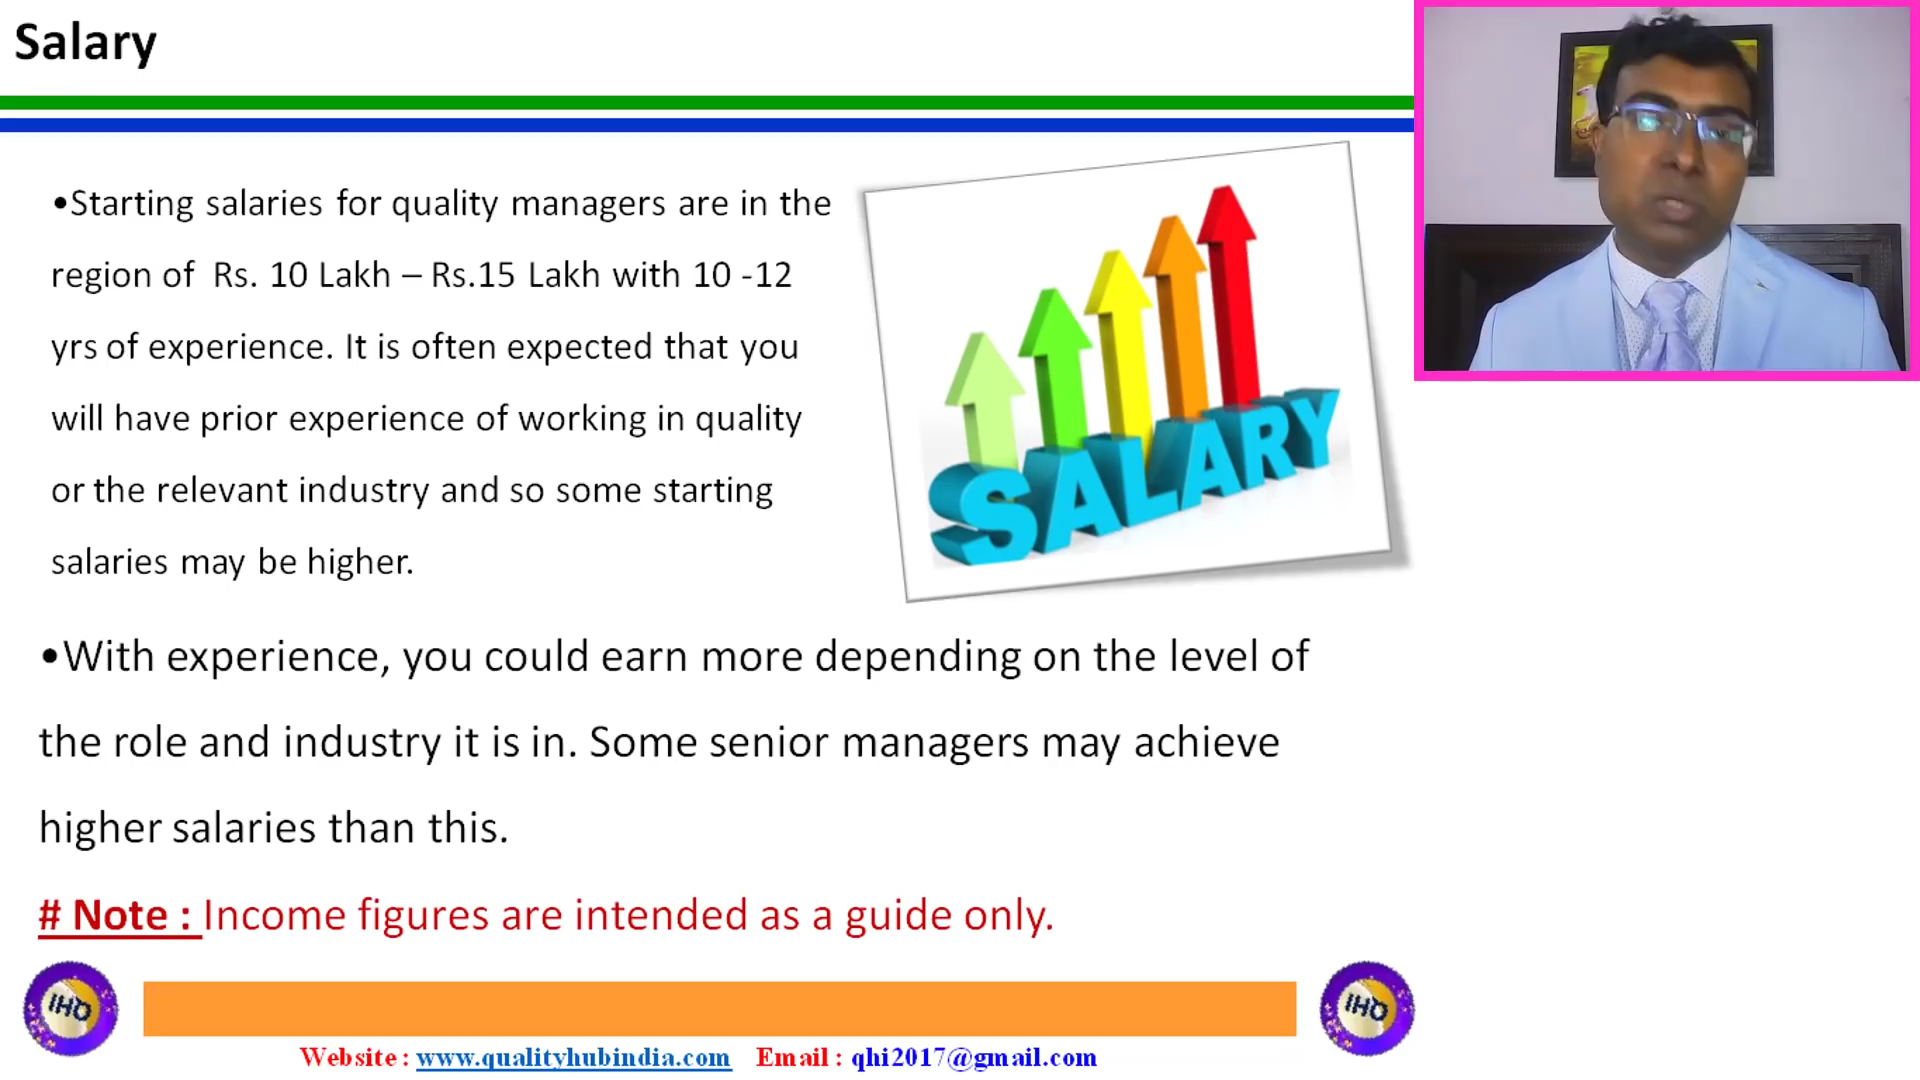 Salary
•Starting salaries for quality managers are in the
region of Rs. 10 Lakh – Rs.15 Lakh with 10 -12
yrs of experience. It is often expected that you
will have prior experience of working in quality
or the relevant industry and so some starting
salaries may be higher.
SALARY
•With experience, you could earn more depending on the level of
the role and industry it is in. Some senior managers may achieve
higher salaries than this.
# Note : Income figures are intended as a guide only.
QHI
QHI
Website : www.qualityhubindia.com Email : qhi2017@gmail.com